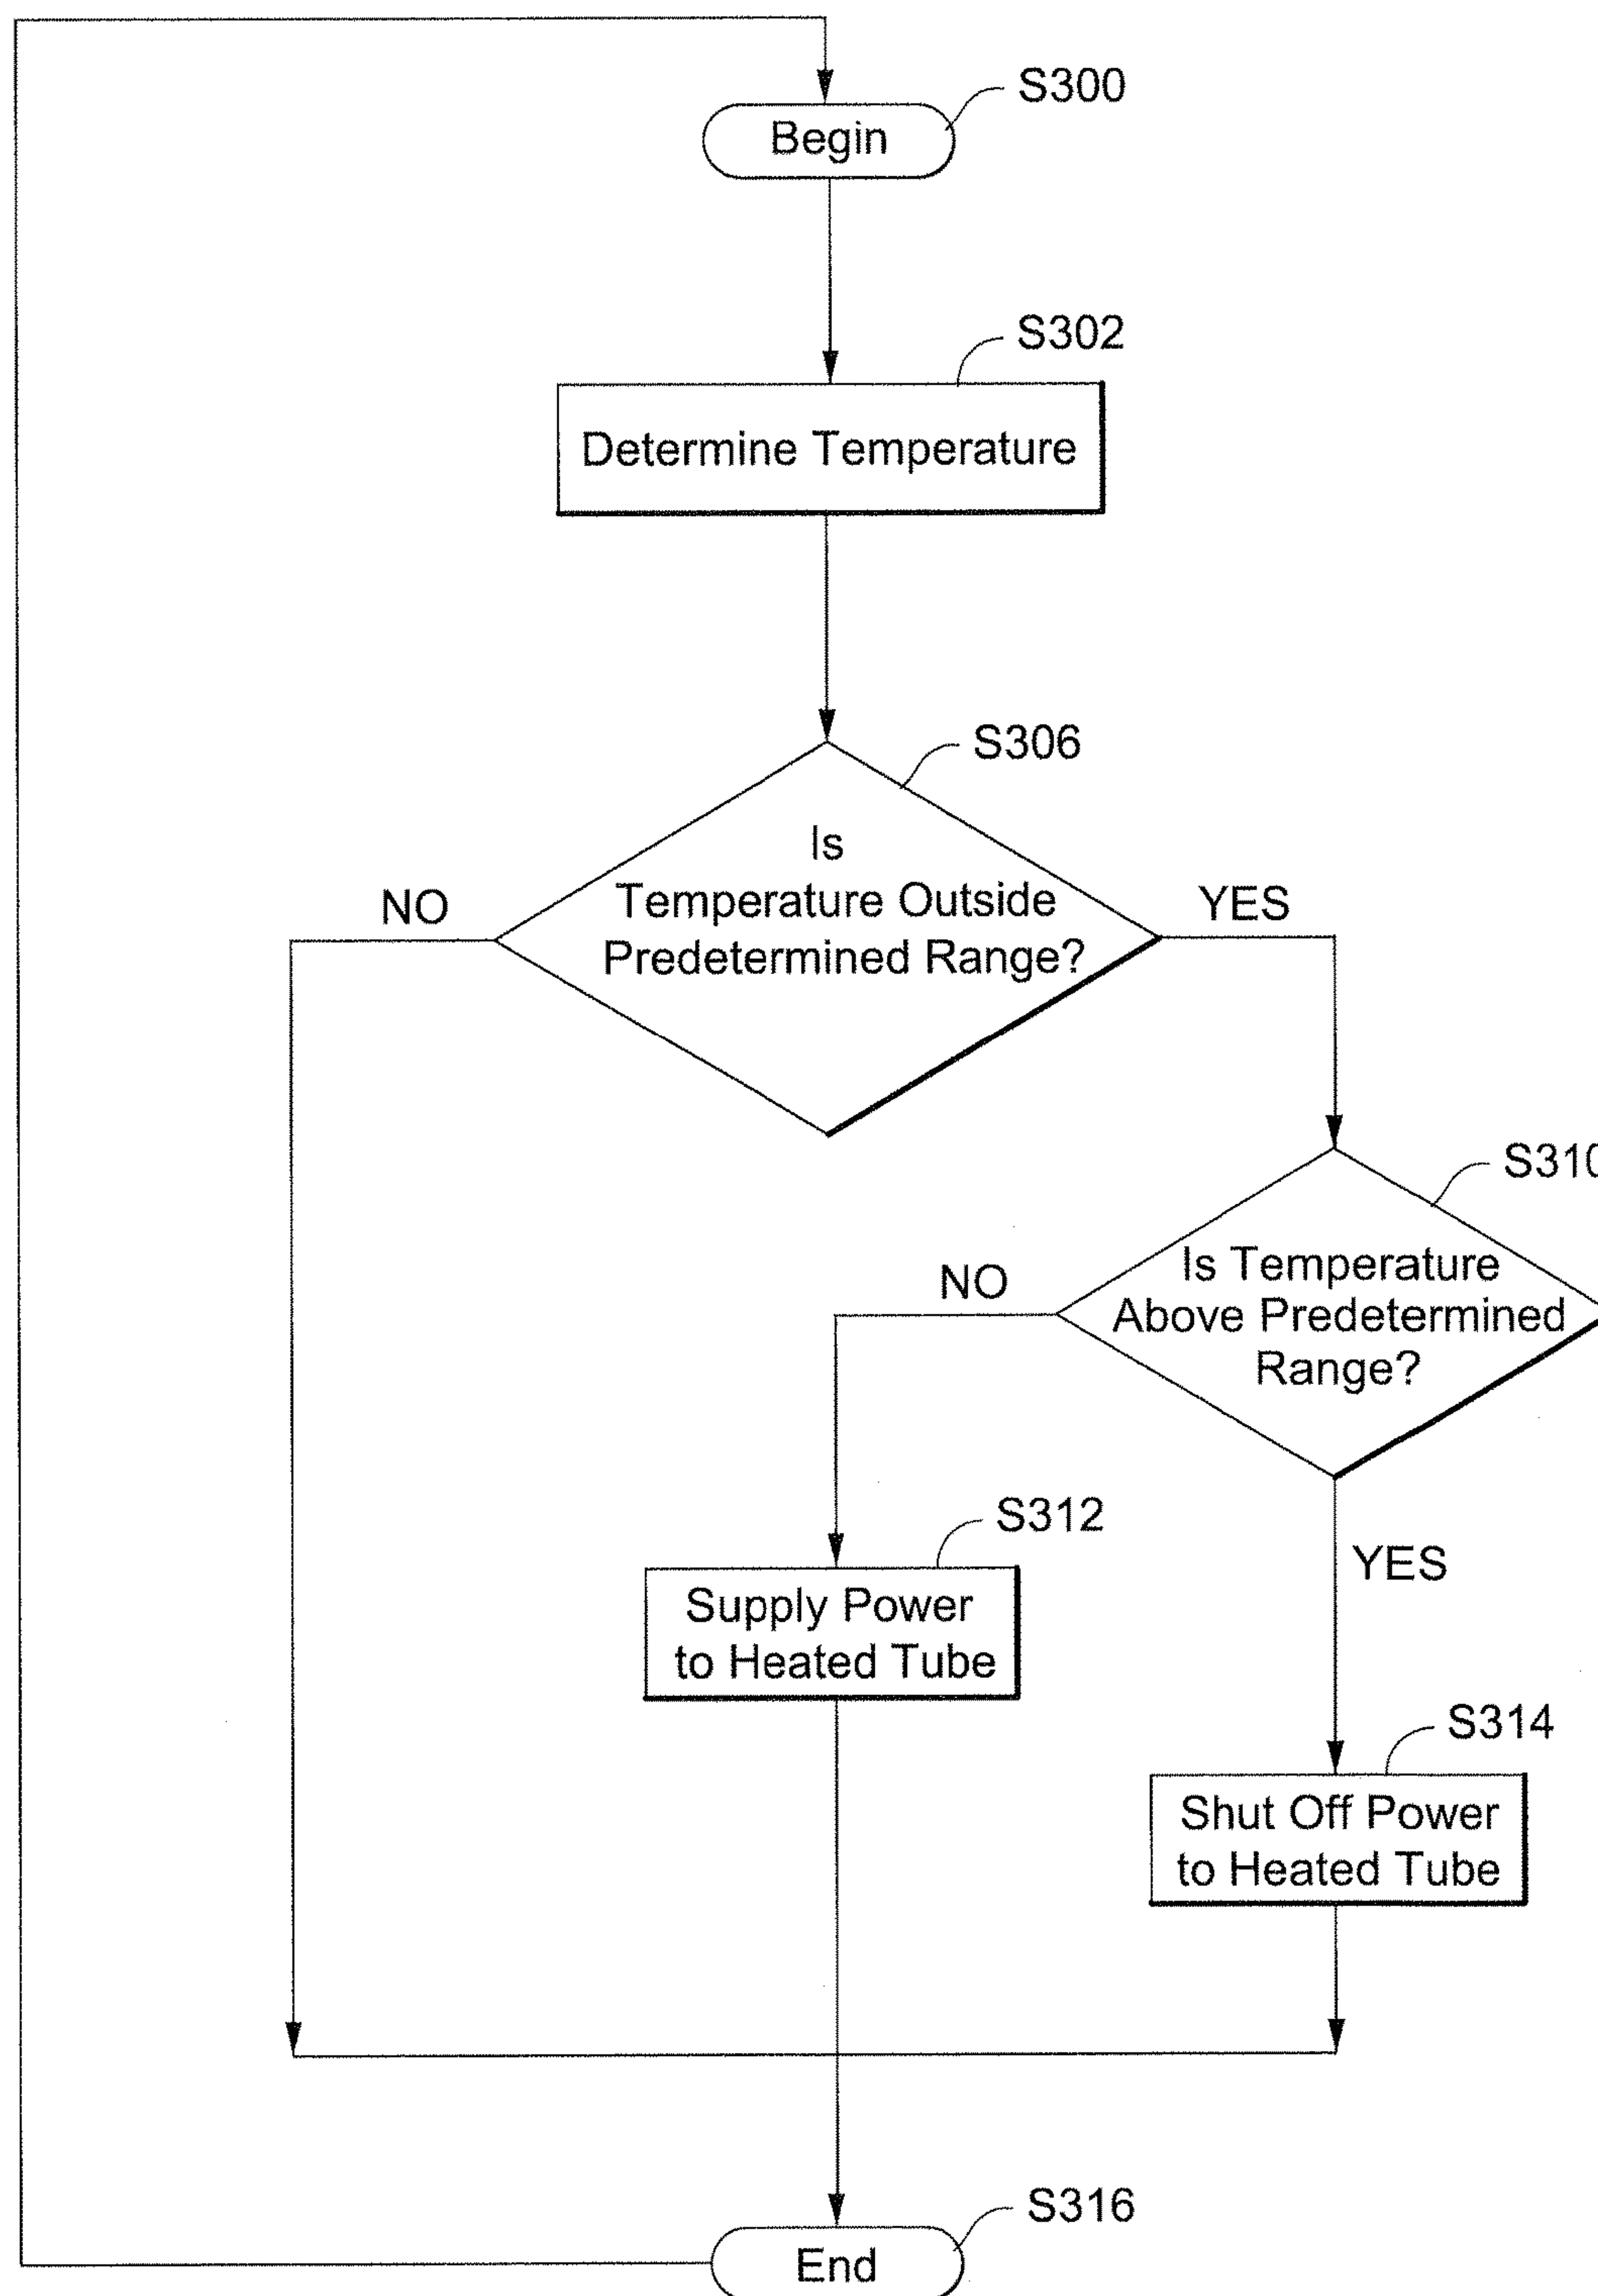 S300
Begin
S302
Determine Temperature
S306
Is
Temperature Outside
Predetermined Range?
NO
YES
S310
Is Temperature
Above Predetermined
Range?
NO
YES
S312
Supply Power
to Heated Tube
S314
Shut Off Power
to Heated Tube
S316
End